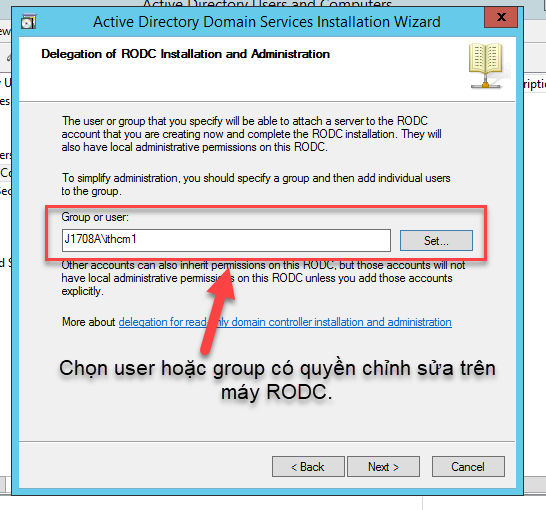 Active Directory Users and Computers
Active Directory Domain Services Installation Wizard
x
Delegation of RODC Installation and Administration
The user or group that you specify will be able to attach a server to the RODC
account that you are creating now and complete the RODC installation. They will
also have local administrative permissions on this RODC.
To simplify administration, you should specify a group and then add individual users
to the group.
Group or user:
J1708A\ithcm1
Set...
Other accounts can also inherit permissions on this RODC, but those accounts will not
have local administrative permissions on this RODC unless you add those accounts
explicitly.
More about delegation for read-only domain controller installation and administration
Chọn user hoặc group có quyền chỉnh sửa trên
máy RODC.
< Back
Next >
Cancel